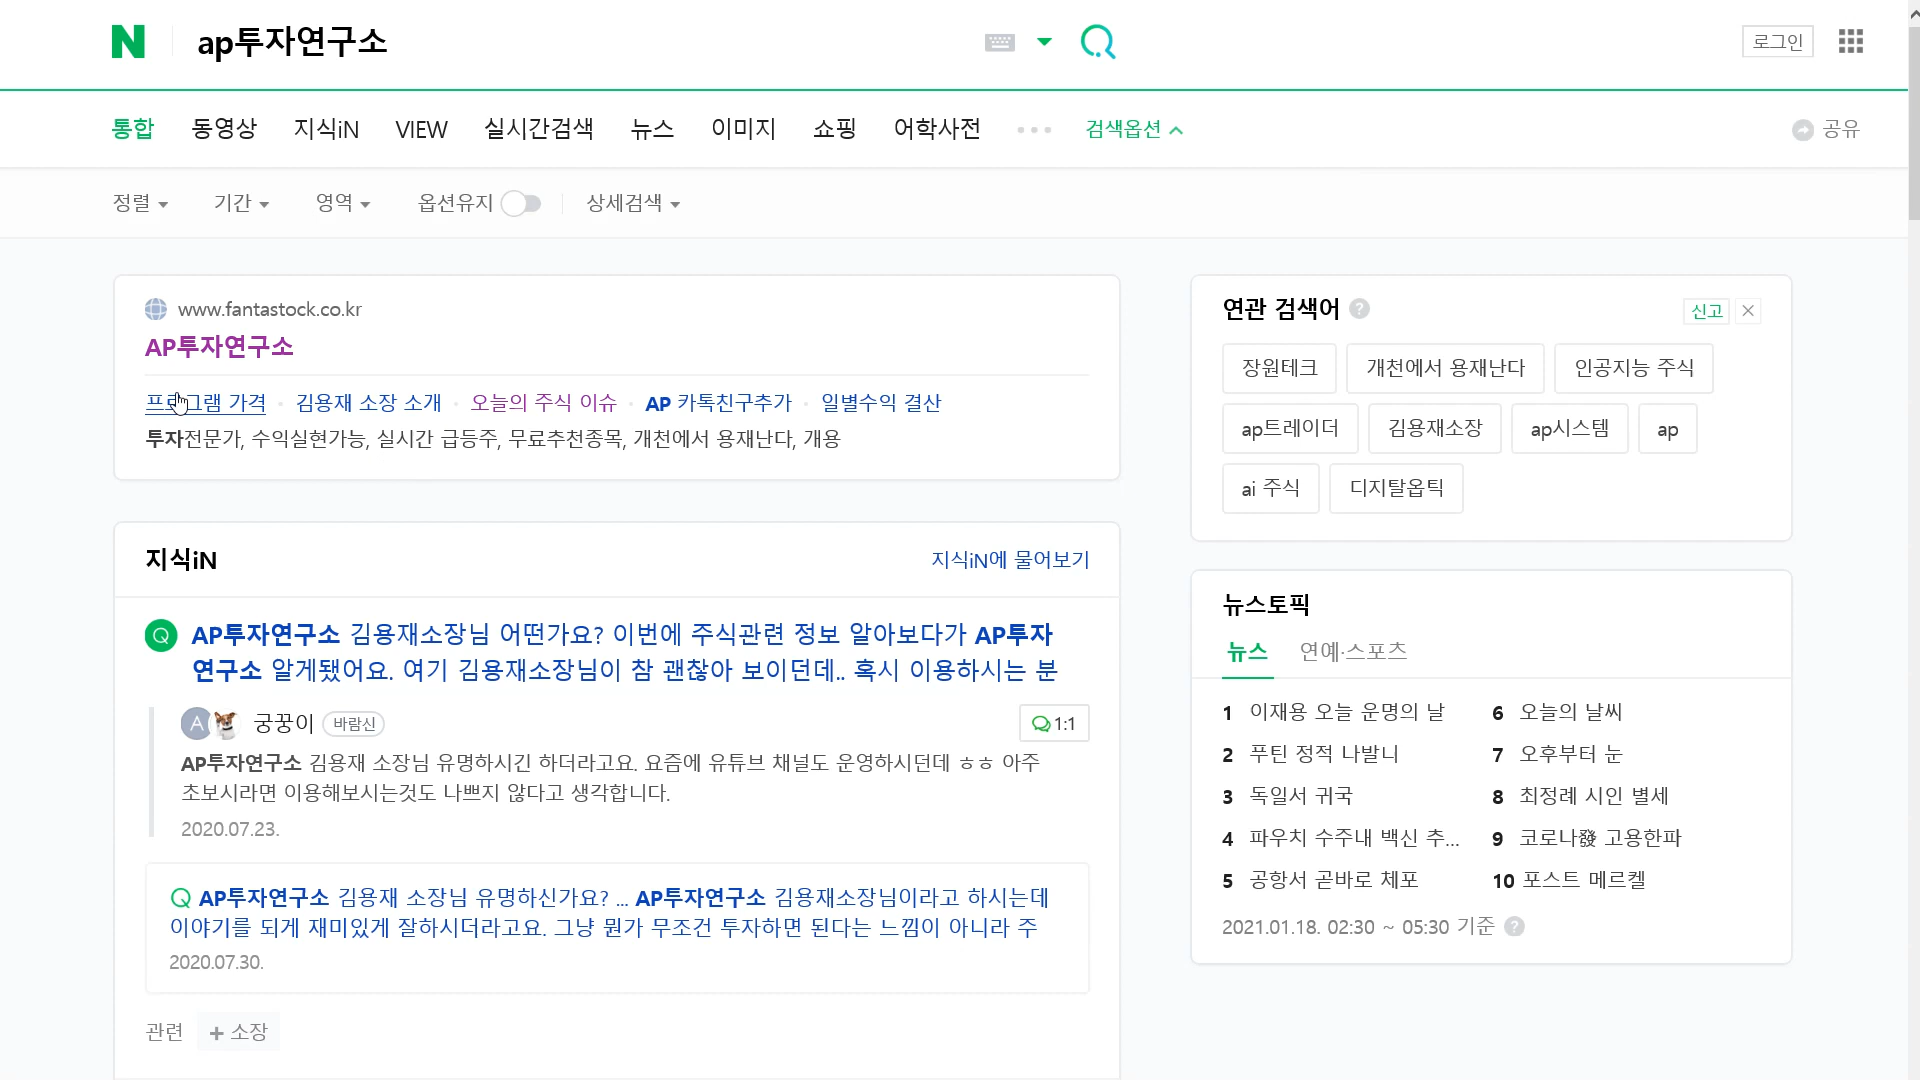 N ap투자연구소
로그인
통합 동영상 지식iN VIEW 실시간검색 뉴스 이미지 쇼핑 어학사전 검색옵션 공유
정렬 기간 영역 옵션유지 상세검색
www.fantastock.co.kr
AP투자연구소
프로그램 가격 김용재 소장 소개 오늘의 주식 이슈 AP 카톡친구추가 일별수익 결산
투자전문가, 수익실현가능, 실시간 급등주, 무료추천종목, 개천에서 용재난다, 개용
지식iN 지식iN에 물어보기
Q AP투자연구소 김용재소장님 어떤가요? 이번에 주식관련 정보 알아보다가 AP투자
연구소 알게됐어요. 여기 김용재소장님이 참 괜찮아 보이던데.. 혹시 이용하시는 분
A 궁꿍이 바람신 1:1
AP투자연구소 김용재 소장님 유명하시긴 하더라고요. 요즘에 유튜브 채널도 운영하시던데 ㅎㅎ 아주
초보시라면 이용해보시는것도 나쁘지 않다고 생각합니다.
2020.07.23.
Q AP투자연구소 김용재 소장님 유명하신가요? ... AP투자연구소 김용재소장님이라고 하시는데
이야기를 되게 재미있게 잘하시더라고요. 그냥 뭔가 무조건 투자하면 된다는 느낌이 아니라 주
2020.07.30.
관련 + 소장
연관 검색어 ? 신고
장원테크 개천에서 용재난다 인공지능 주식
ap트레이더 김용재소장 ap시스템 ap
ai 주식 디지탈옵틱
뉴스토픽
뉴스 연예·스포츠
1 이재용 오늘 운명의 날
2 푸틴 정적 나발니
3 독일서 귀국
4 파우치 수주내 백신 추...
5 공항서 곧바로 체포
6 오늘의 날씨
7 오후부터 눈
8 최정례 시인 별세
9 코로나發 고용한파
10 포스트 메르켈
2021.01.18. 02:30 ~ 05:30 기준 ?